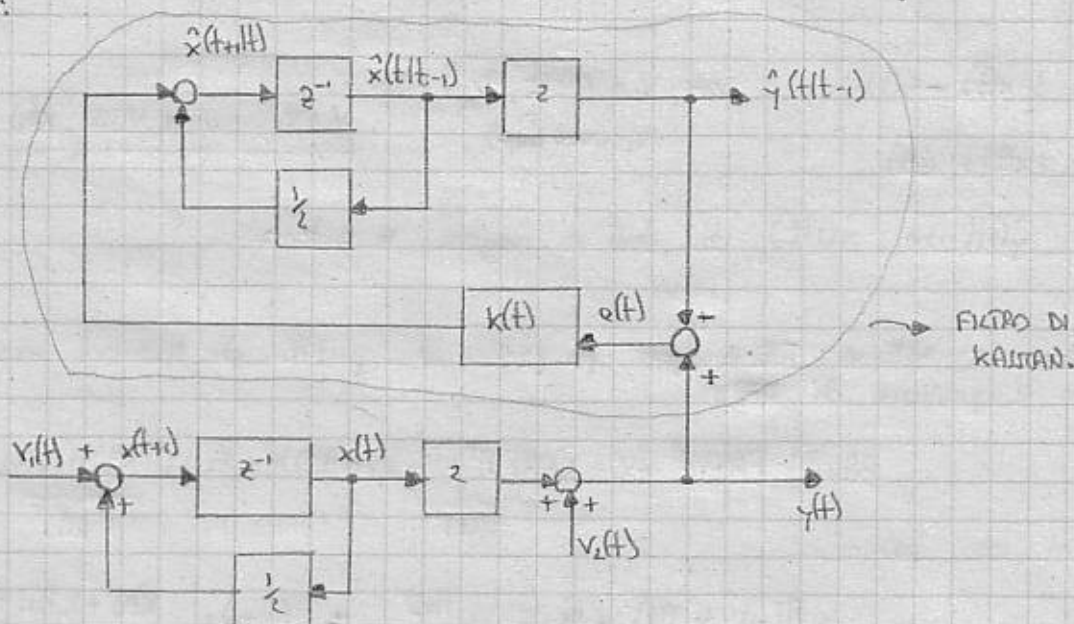 x̂(t+1|t)
z⁻¹
x̂(t|t-1)
2
ŷ(t|t-1)
1/2
k(t)
e(t)
-
+
FILTRO DI
KALMAN.
v₁(t) +
x(t+1)
z⁻¹
x(t)
2
+
+ +
y(t)
v₂(t)
1/2